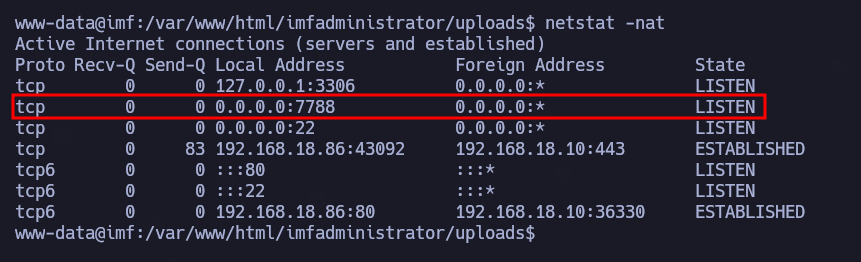 www-data@imf:/var/www/html/imfadministrator/uploads$ netstat -nat
Active Internet connections (servers and established)
Proto Recv-Q Send-Q Local Address           Foreign Address         State
tcp        0      0 127.0.0.1:3306          0.0.0.0:*               LISTEN
tcp        0      0 0.0.0.0:7788            0.0.0.0:*               LISTEN
tcp        0      0 0.0.0.0:22              0.0.0.0:*               LISTEN
tcp        0     83 192.168.18.86:43092     192.168.18.10:443       ESTABLISHED
tcp6       0      0 :::80                   :::*                    LISTEN
tcp6       0      0 :::22                   :::*                    LISTEN
tcp6       0      0 192.168.18.86:80        192.168.18.10:36330     ESTABLISHED
www-data@imf:/var/www/html/imfadministrator/uploads$